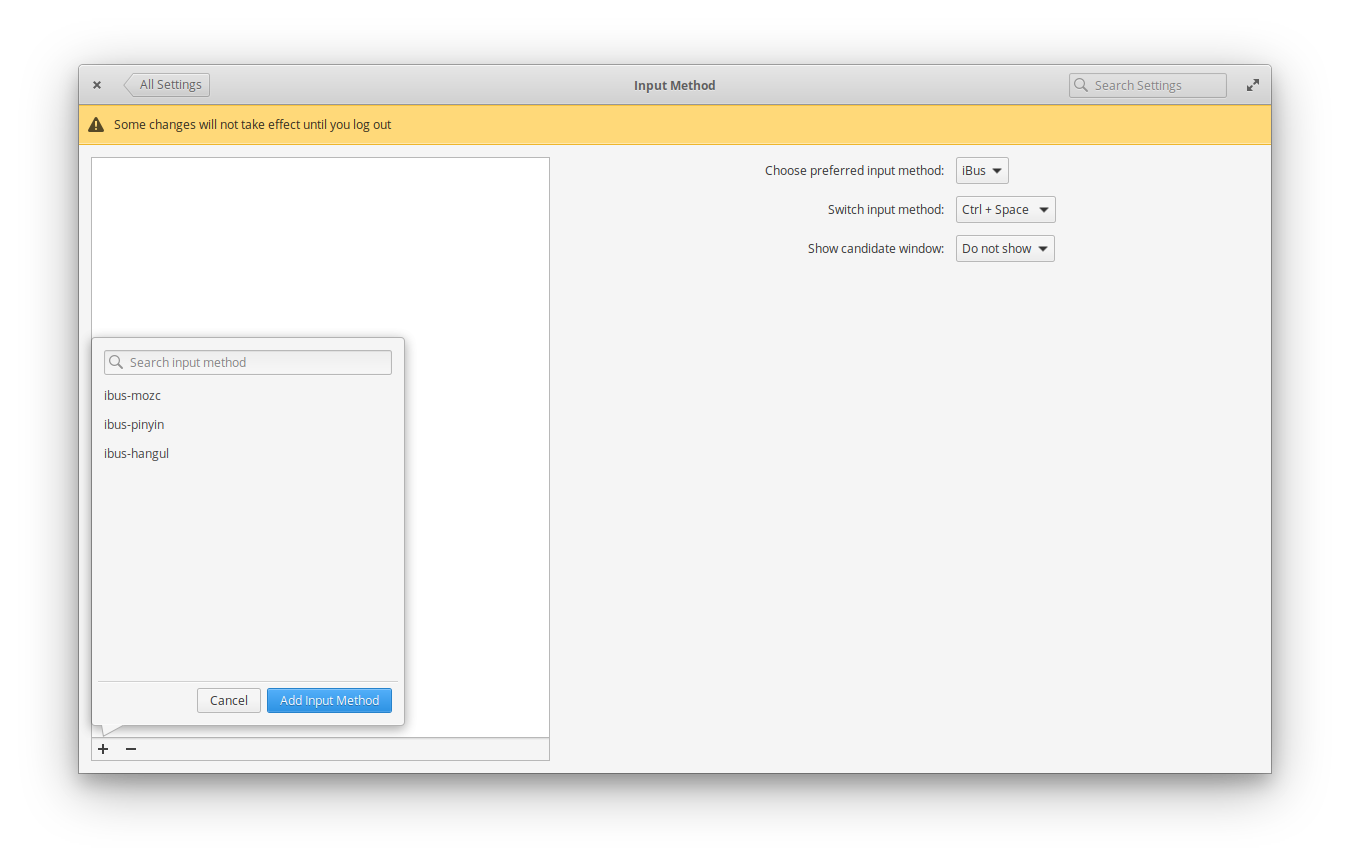 All Settings
Input Method
Search Settings
Some changes will not take effect until you log out
Choose preferred input method: iBus
Switch input method: Ctrl + Space
Show candidate window: Do not show
Search input method
ibus-mozc
ibus-pinyin
ibus-hangul
Cancel
Add Input Method